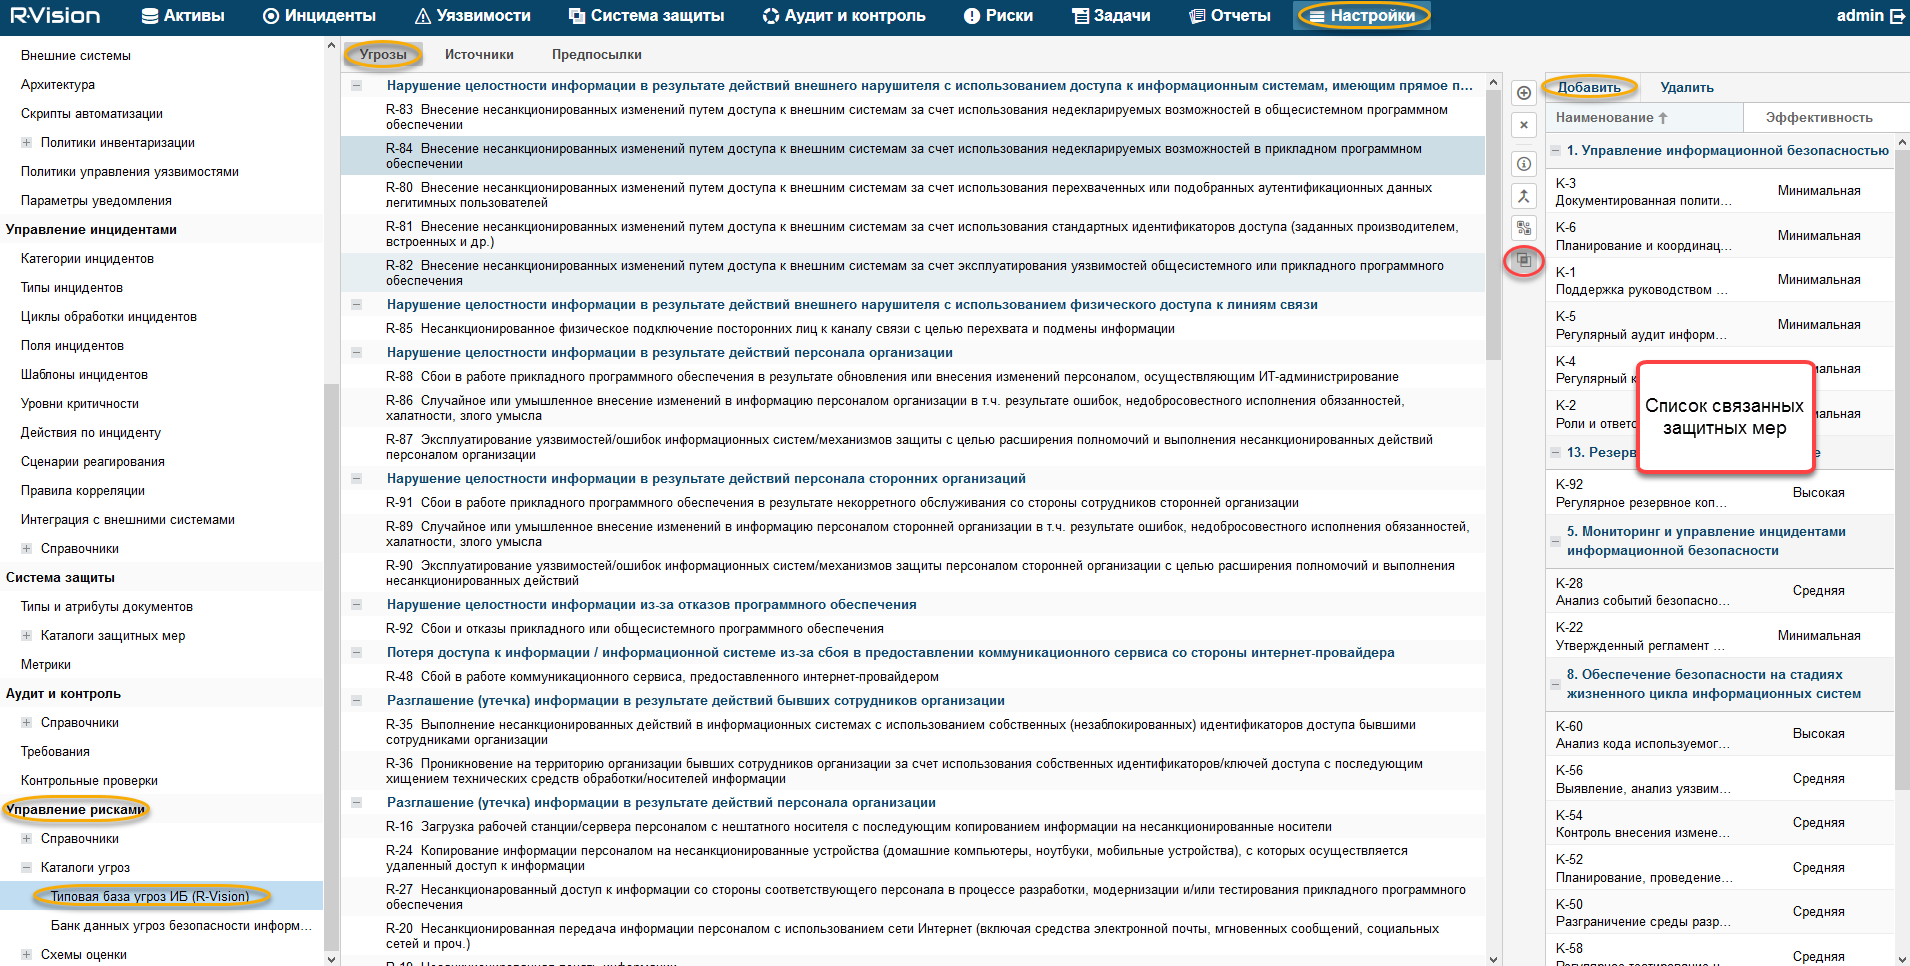 R·Vision
Активы
Инциденты
Уязвимости
Система защиты
Аудит и контроль
Риски
Задачи
Отчеты
Настройки
admin
Внешние системы
Архитектура
Скрипты автоматизации
Политики инвентаризации
Политики управления уязвимостями
Параметры уведомления
Управление инцидентами
Категории инцидентов
Типы инцидентов
Циклы обработки инцидентов
Поля инцидентов
Шаблоны инцидентов
Уровни критичности
Действия по инциденту
Сценарии реагирования
Правила корреляции
Интеграция с внешними системами
Справочники
Система защиты
Типы и атрибуты документов
Каталоги защитных мер
Метрики
Аудит и контроль
Справочники
Требования
Контрольные проверки
Управление рисками
Справочники
Каталоги угроз
Типовая база угроз ИБ (R-Vision)
Банк данных угроз безопасности информ...
Схемы оценки
Угрозы
Источники
Предпосылки
Нарушение целостности информации в результате действий внешнего нарушителя с использованием доступа к информационным системам, имеющим прямое п...
R-83 Внесение несанкционированных изменений путем доступа к внешним системам за счет использования недекларируемых возможностей в общесистемном программном
обеспечении
R-84 Внесение несанкционированных изменений путем доступа к внешним системам за счет использования недекларируемых возможностей в прикладном программном
обеспечении
R-80 Внесение несанкционированных изменений путем доступа к внешним системам за счет использования перехваченных или подобранных аутентификационных данных
легитимных пользователей
R-81 Внесение несанкционированных изменений путем доступа к внешним системам за счет использования стандартных идентификаторов доступа (заданных производителем,
встроенных и др.)
R-82 Внесение несанкционированных изменений путем доступа к внешним системам за счет эксплуатирования уязвимостей общесистемного или прикладного программного
обеспечения
Нарушение целостности информации в результате действий внешнего нарушителя с использованием физического доступа к линиям связи
R-85 Несанкционированное физическое подключение посторонних лиц к каналу связи с целью перехвата и подмены информации
Нарушение целостности информации в результате действий персонала организации
R-88 Сбои в работе прикладного программного обеспечения в результате обновления или внесения изменений персоналом, осуществляющим ИТ-администрирование
R-86 Случайное или умышленное внесение изменений в информацию персоналом организации в т.ч. результате ошибок, недобросовестного исполнения обязанностей,
халатности, злого умысла
R-87 Эксплуатирование уязвимостей/ошибок информационных систем/механизмов защиты с целью расширения полномочий и выполнения несанкционированных действий
персоналом организации
Нарушение целостности информации в результате действий персонала сторонних организаций
R-91 Сбои в работе прикладного программного обеспечения в результате некорретного обслуживания со стороны сотрудников сторонней организации
R-89 Случайное или умышленное внесение изменений в информацию персоналом сторонней организации в т.ч. результате ошибок, недобросовестного исполнения обязанностей,
халатности, злого умысла
R-90 Эксплуатирование уязвимостей/ошибок информационных систем/механизмов защиты персоналом сторонней организации с целью расширения полномочий и выполнения
несанкционированных действий
Нарушение целостности информации из-за отказов программного обеспечения
R-92 Сбои и отказы прикладного или общесистемного программного обеспечения
Потеря доступа к информации / информационной системе из-за сбоя в предоставлении коммуникационного сервиса со стороны интернет-провайдера
R-48 Сбой в работе коммуникационного сервиса, предоставленного интернет-провайдером
Разглашение (утечка) информации в результате действий бывших сотрудников организации
R-35 Выполнение несанкционированных действий в информационных системах с использованием собственных (незаблокированных) идентификаторов доступа бывшими
сотрудниками организации
R-36 Проникновение на территорию организации бывших сотрудников организации за счет использования собственных идентификаторов/ключей доступа с последующим
хищением технических средств обработки/носителей информации
Разглашение (утечка) информации в результате действий персонала организации
R-16 Загрузка рабочей станции/сервера персоналом с нештатного носителя с последующим копированием информации на несанкционированные носители
R-24 Копирование информации персоналом на несанкционированные устройства (домашние компьютеры, ноутбуки, мобильные устройства), с которых осуществляется
удаленный доступ к информации
R-27 Несанкционарованный доступ к информации со стороны соответствующего персонала в процессе разработки, модернизации и/или тестирования прикладного программного
обеспечения
R-20 Несанкционированная передача информации персоналом с использованием сети Интернет (включая средства электронной почты, мгновенных сообщений, социальных
сетей и проч.)
Добавить
Удалить
Наименование
Эффективность
1. Управление информационной безопасностью
K-3
Документированная полити...
Минимальная
K-6
Планирование и координац...
Минимальная
K-1
Поддержка руководством ...
Минимальная
K-5
Регулярный аудит информ...
Минимальная
K-4
Регулярный к
альная
K-2
Роли и ответс
альная
Список связанных
защитных мер
13. Резерв
е
K-92
Регулярное резервное коп...
Высокая
5. Мониторинг и управление инцидентами
информационной безопасности
K-28
Анализ событий безопасно...
Средняя
K-22
Утвержденный регламент ...
Минимальная
8. Обеспечение безопасности на стадиях
жизненного цикла информационных систем
K-60
Анализ кода используемог...
Высокая
K-56
Выявление, анализ уязвим...
Средняя
K-54
Контроль внесения измене...
Средняя
K-52
Планирование, проведение...
Средняя
K-50
Разграничение среды разр...
Средняя
K-58
Средняя